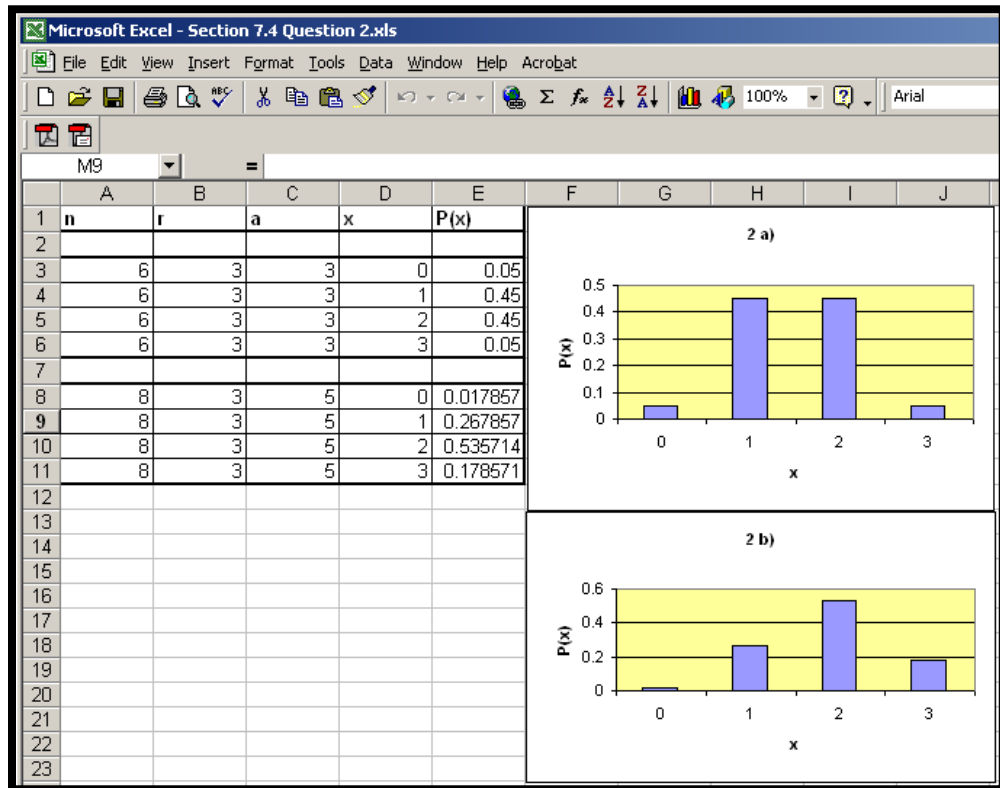 Microsoft Excel - Section 7.4 Question 2.xls
File Edit View Insert Format Tools Data Window Help Acrobat
ABC Σ fx A Z Z A 100% ? Arial
M9 =
A B C D E F G H I J
1 n r a x P(x)
2
3 6 3 3 0 0.05
4 6 3 3 1 0.45
5 6 3 3 2 0.45
6 6 3 3 3 0.05
7
8 8 3 5 0 0.017857
9 8 3 5 1 0.267857
10 8 3 5 2 0.535714
11 8 3 5 3 0.178571
12
13
14
15
16
17
18
19
20
21
22
23
2 a)
0.5
0.4
0.3
0.2
0.1
0
P(x)
0 1 2 3
x
2 b)
0.6
0.4
0.2
0
P(x)
0 1 2 3
x